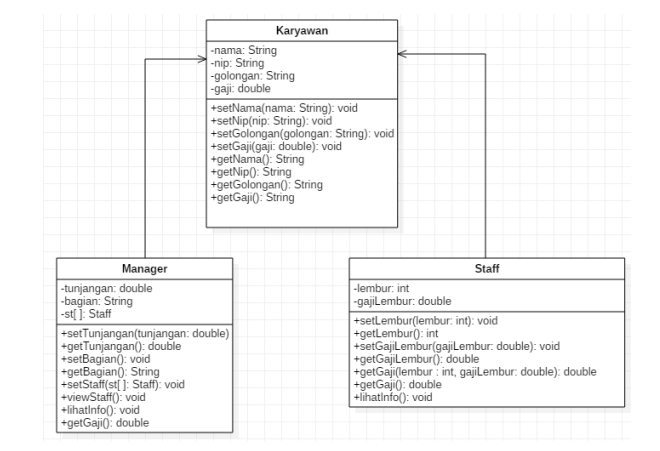 Karyawan
-nama: String
-nip: String
-golongan: String
-gaji: double
+setNama(nama: String): void
+setNip(nip: String): void
+setGolongan(golongan: String): void
+setGaji(gaji: double): void
+getNama(): String
+getNip(): String
+getGolongan(): String
+getGaji(): String
Manager
-tunjangan: double
-bagian: String
-st[ ]: Staff
+setTunjangan(tunjangan: double)
+getTunjangan(): double
+setBagian(): void
+getBagian(): String
+setStaff(st[ ]: Staff): void
+viewStaff(): void
+lihatInfo(): void
+getGaji(): double
Staff
-lembur: int
-gajiLembur: double
+setLembur(lembur: int): void
+getLembur(): int
+setGajiLembur(gajiLembur: double): void
+getGajiLembur(): double
+getGaji(lembur : int, gajiLembur: double): double
+getGaji(): double
+lihatInfo(): void